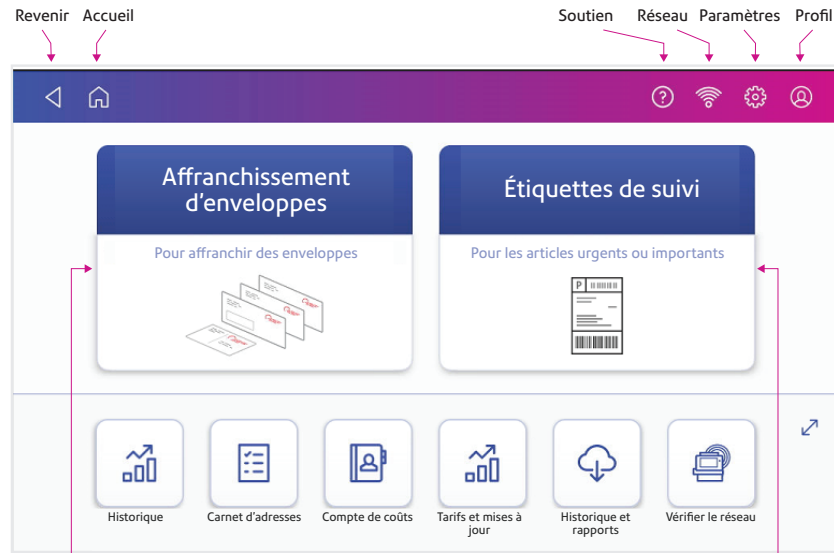 Revenir Accueil Soutien Réseau Paramètres Profil
Affranchissement
d'enveloppes
Pour affranchir des enveloppes
Étiquettes de suivi
Pour les articles urgents ou importants
P
Historique
Carnet d'adresses
Compte de coûts
Tarifs et mises à
jour
Historique et
rapports
Vérifier le réseau